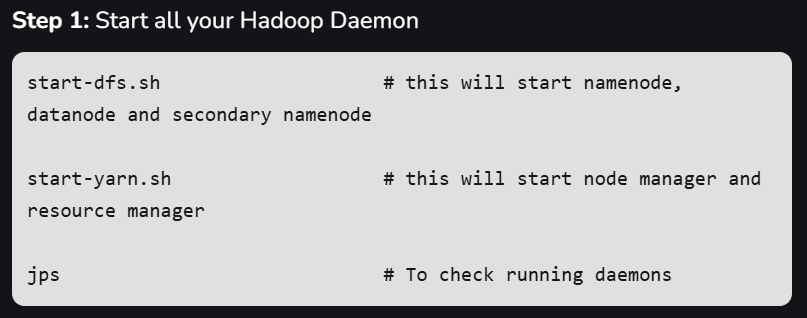 Step 1: Start all your Hadoop Daemon
start-dfs.sh                    # this will start namenode,
datanode and secondary namenode
start-yarn.sh                   # this will start node manager and
resource manager
jps                             # To check running daemons